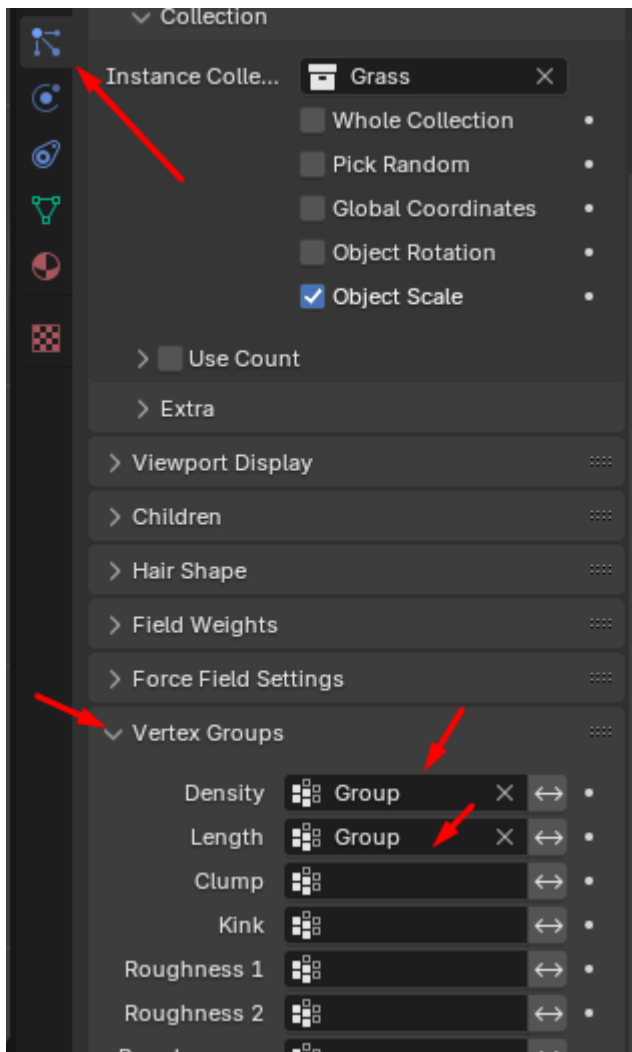 Collection
Instance Colle... Grass
Whole Collection
Pick Random
Global Coordinates
Object Rotation
Object Scale
Use Count
Extra
Viewport Display
Children
Hair Shape
Field Weights
Force Field Settings
Vertex Groups
Density Group
Length Group
Clump
Kink
Roughness 1
Roughness 2